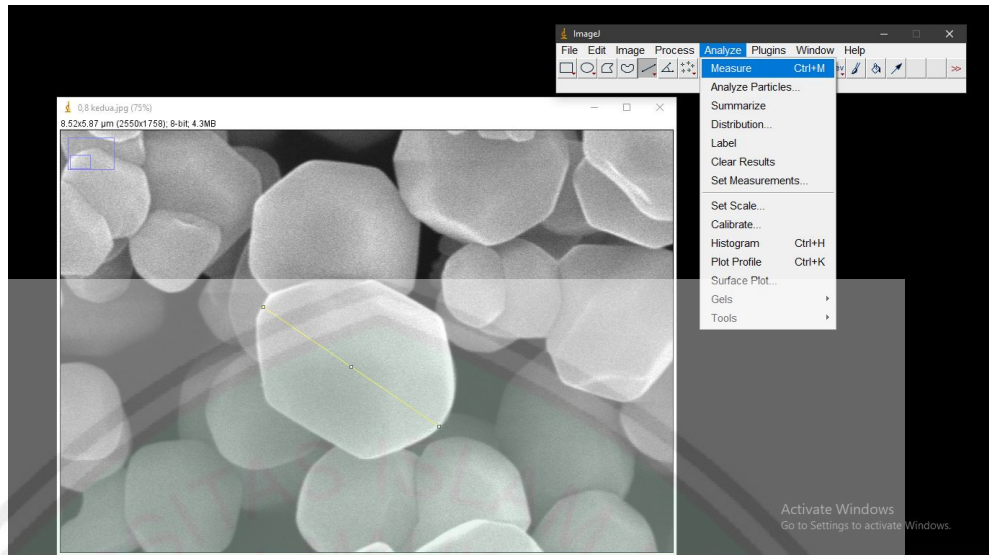 ImageJ
File Edit Image Process Analyze Plugins Window Help
Measure Ctrl+M
Analyze Particles...
Summarize
Distribution...
Label
Clear Results
Set Measurements...
Set Scale...
Calibrate...
Histogram Ctrl+H
Plot Profile Ctrl+K
Surface Plot...
Gels
Tools
>>
0,8 kedua.jpg (75%)
8.52x5.87 µm (2550x1758); 8-bit; 4.3MB
Activate Windows
Go to Settings to activate Windows.